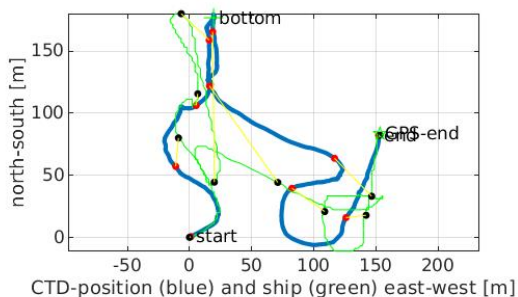 bottom
150
100
50
0
GPS-end
end
start
-50
0
50
100
150
200
north-south [m]
CTD-position (blue) and ship (green) east-west [m]